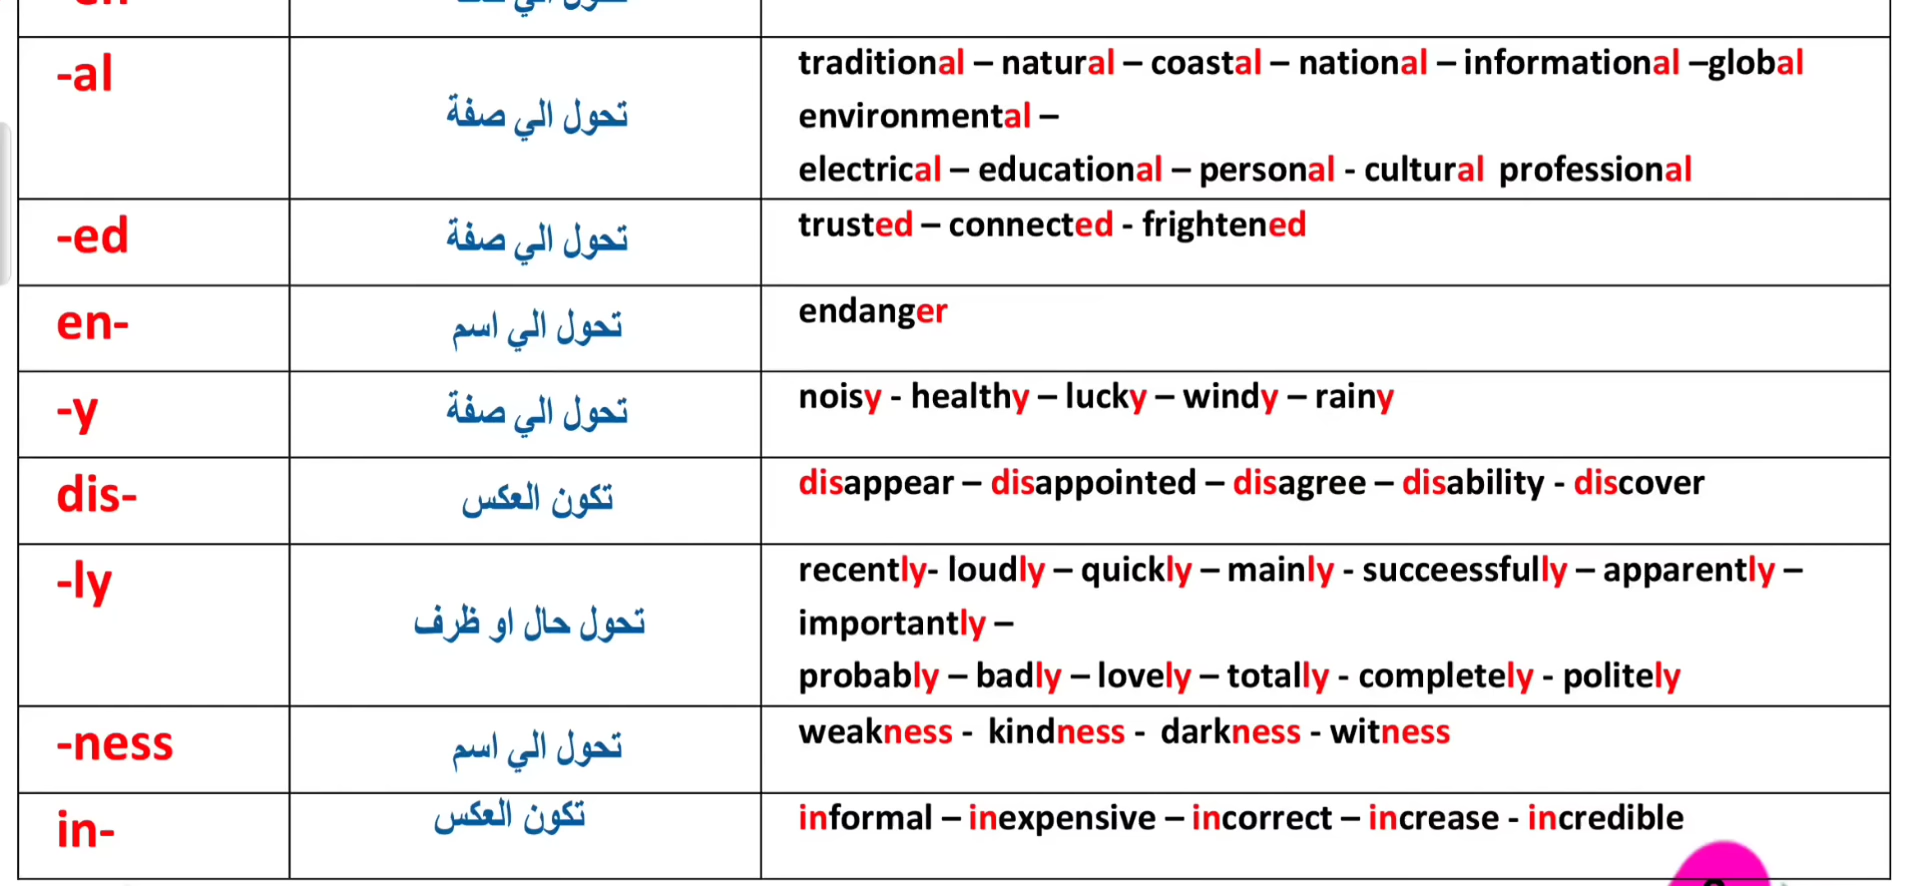 -al
تحول الي صفة
traditional – natural – coastal – national – informational –global
environmental –
electrical – educational – personal - cultural professional
-ed
تحول الي صفة
trusted – connected - frightened
en-
تحول الي اسم
endanger
-y
تحول الي صفة
noisy - healthy – lucky – windy – rainy
dis-
تكون العكس
disappear – disappointed – disagree – disability - discover
-ly
تحول حال او ظرف
recently- loudly – quickly – mainly - succeessfully – apparently –
importantly –
probably – badly – lovely – totally - completely - politely
-ness
تحول الي اسم
weakness - kindness - darkness - witness
in-
تكون العكس
informal – inexpensive – incorrect – increase - incredible